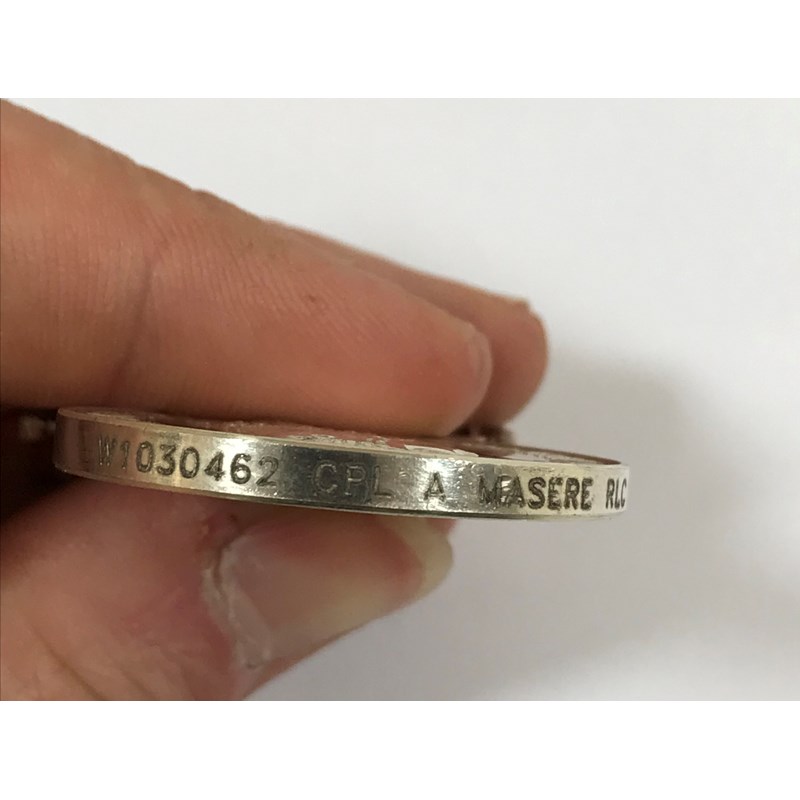 W1030462 CPL A MASERE RLC